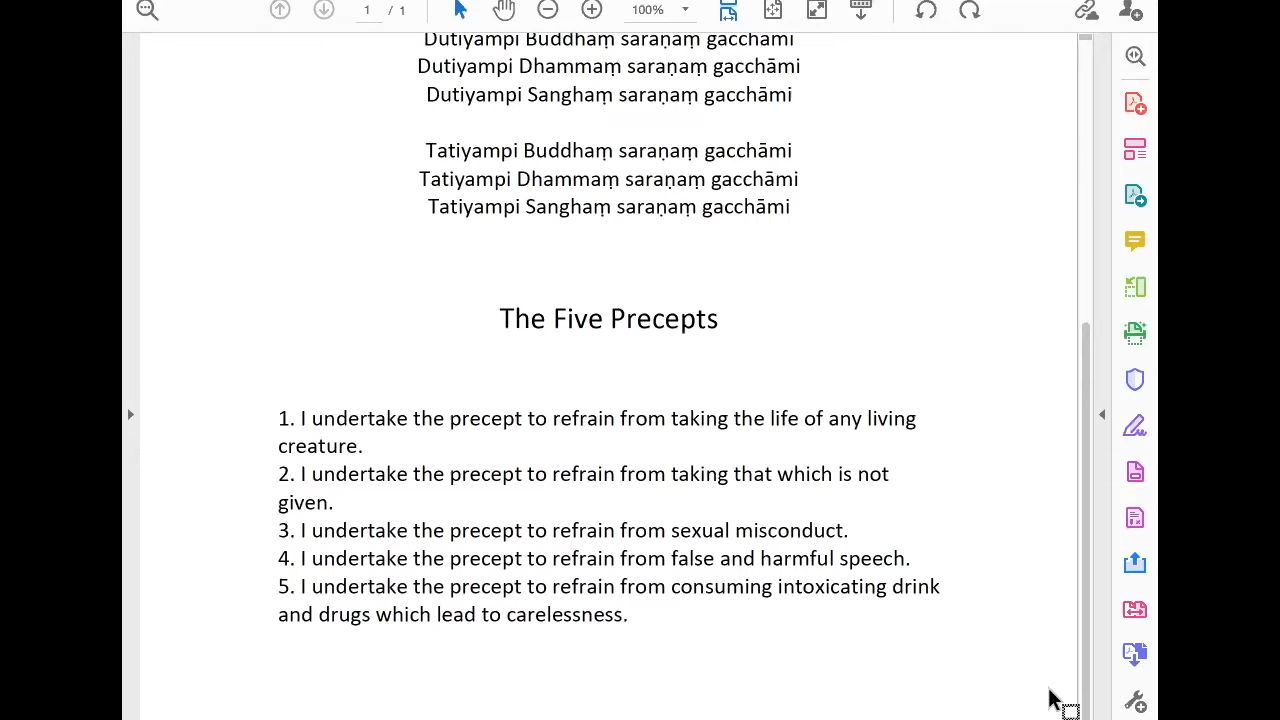 1 / 1
100%
Dutiyampi Buddhaṃ saraṇaṃ gacchāmi
Dutiyampi Dhammaṃ saraṇaṃ gacchāmi
Dutiyampi Sanghaṃ saraṇaṃ gacchāmi
Tatiyampi Buddhaṃ saraṇaṃ gacchāmi
Tatiyampi Dhammaṃ saraṇaṃ gacchāmi
Tatiyampi Sanghaṃ saraṇaṃ gacchāmi
The Five Precepts
1. I undertake the precept to refrain from taking the life of any living
creature.
2. I undertake the precept to refrain from taking that which is not
given.
3. I undertake the precept to refrain from sexual misconduct.
4. I undertake the precept to refrain from false and harmful speech.
5. I undertake the precept to refrain from consuming intoxicating drink
and drugs which lead to carelessness.